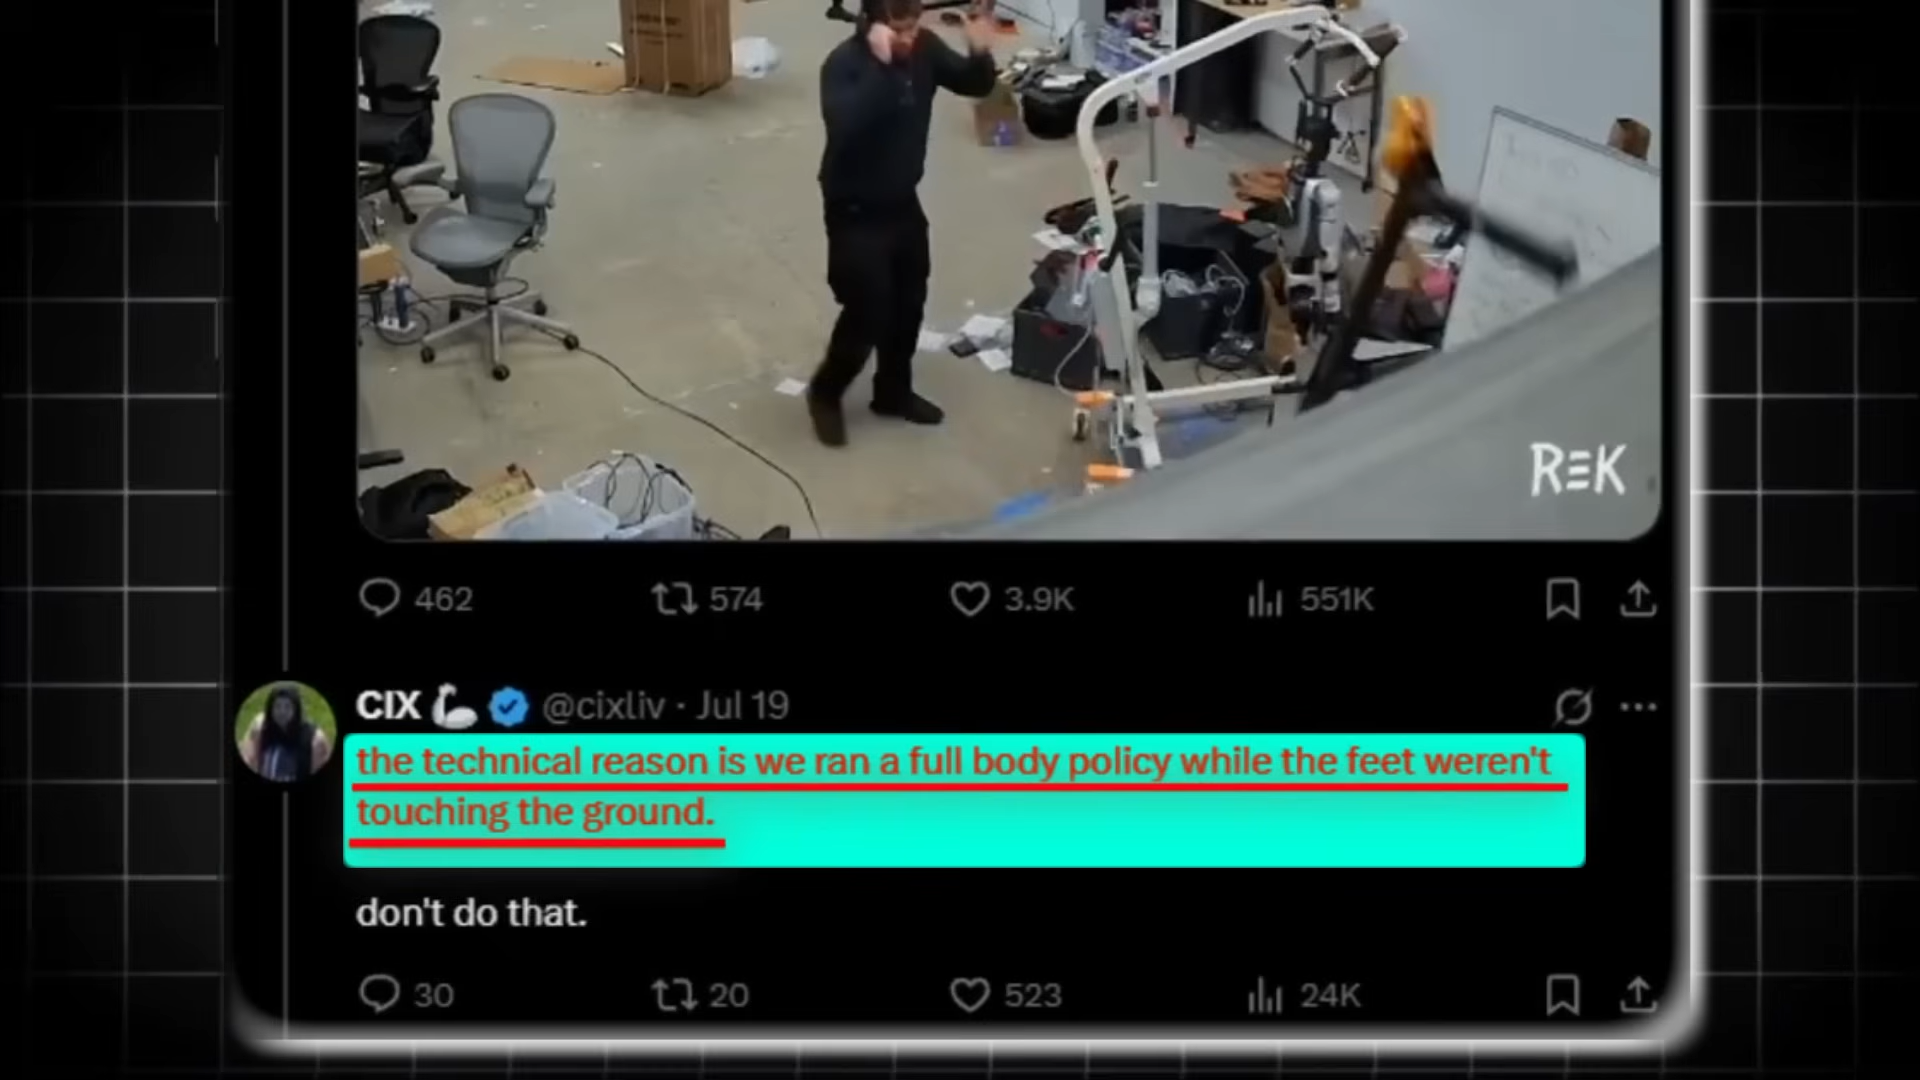 RΞK
462 574 3.9K 551K
CIX @cixliv · Jul 19
the technical reason is we ran a full body policy while the feet weren't
touching the ground.
don't do that.
30 20 523 24K